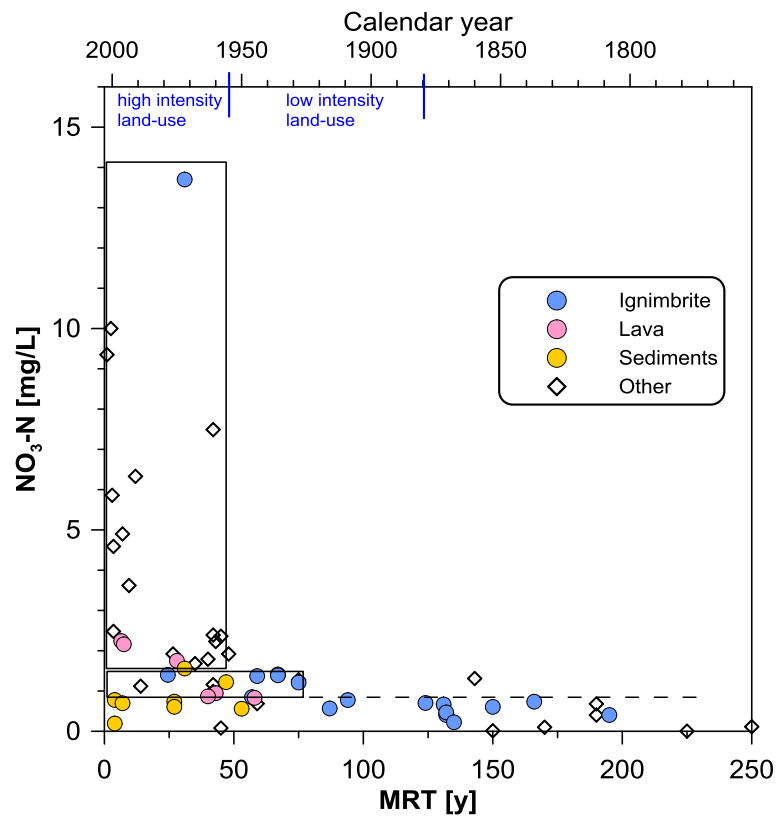 Calendar year
2000 1950 1900 1850 1800
high intensity
land-use
low intensity
land-use
15
10
5
0
NO3-N [mg/L]
Ignimbrite
Lava
Sediments
Other
0 50 100 150 200 250
MRT [y]